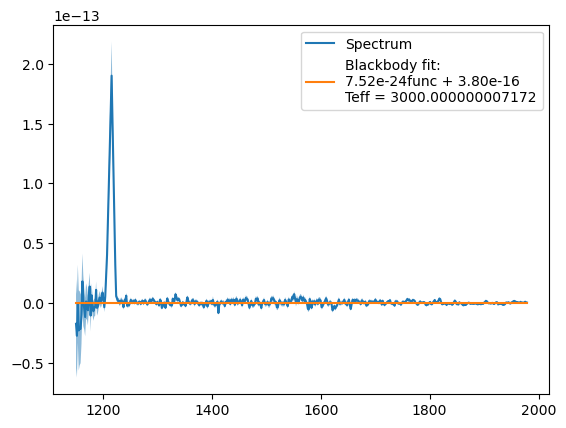 1e−13
2.0
1.5
1.0
0.5
0.0
−0.5
1200
1400
1600
1800
2000
Spectrum
Blackbody fit:
7.52e-24func + 3.80e-16
Teff = 3000.000000007172